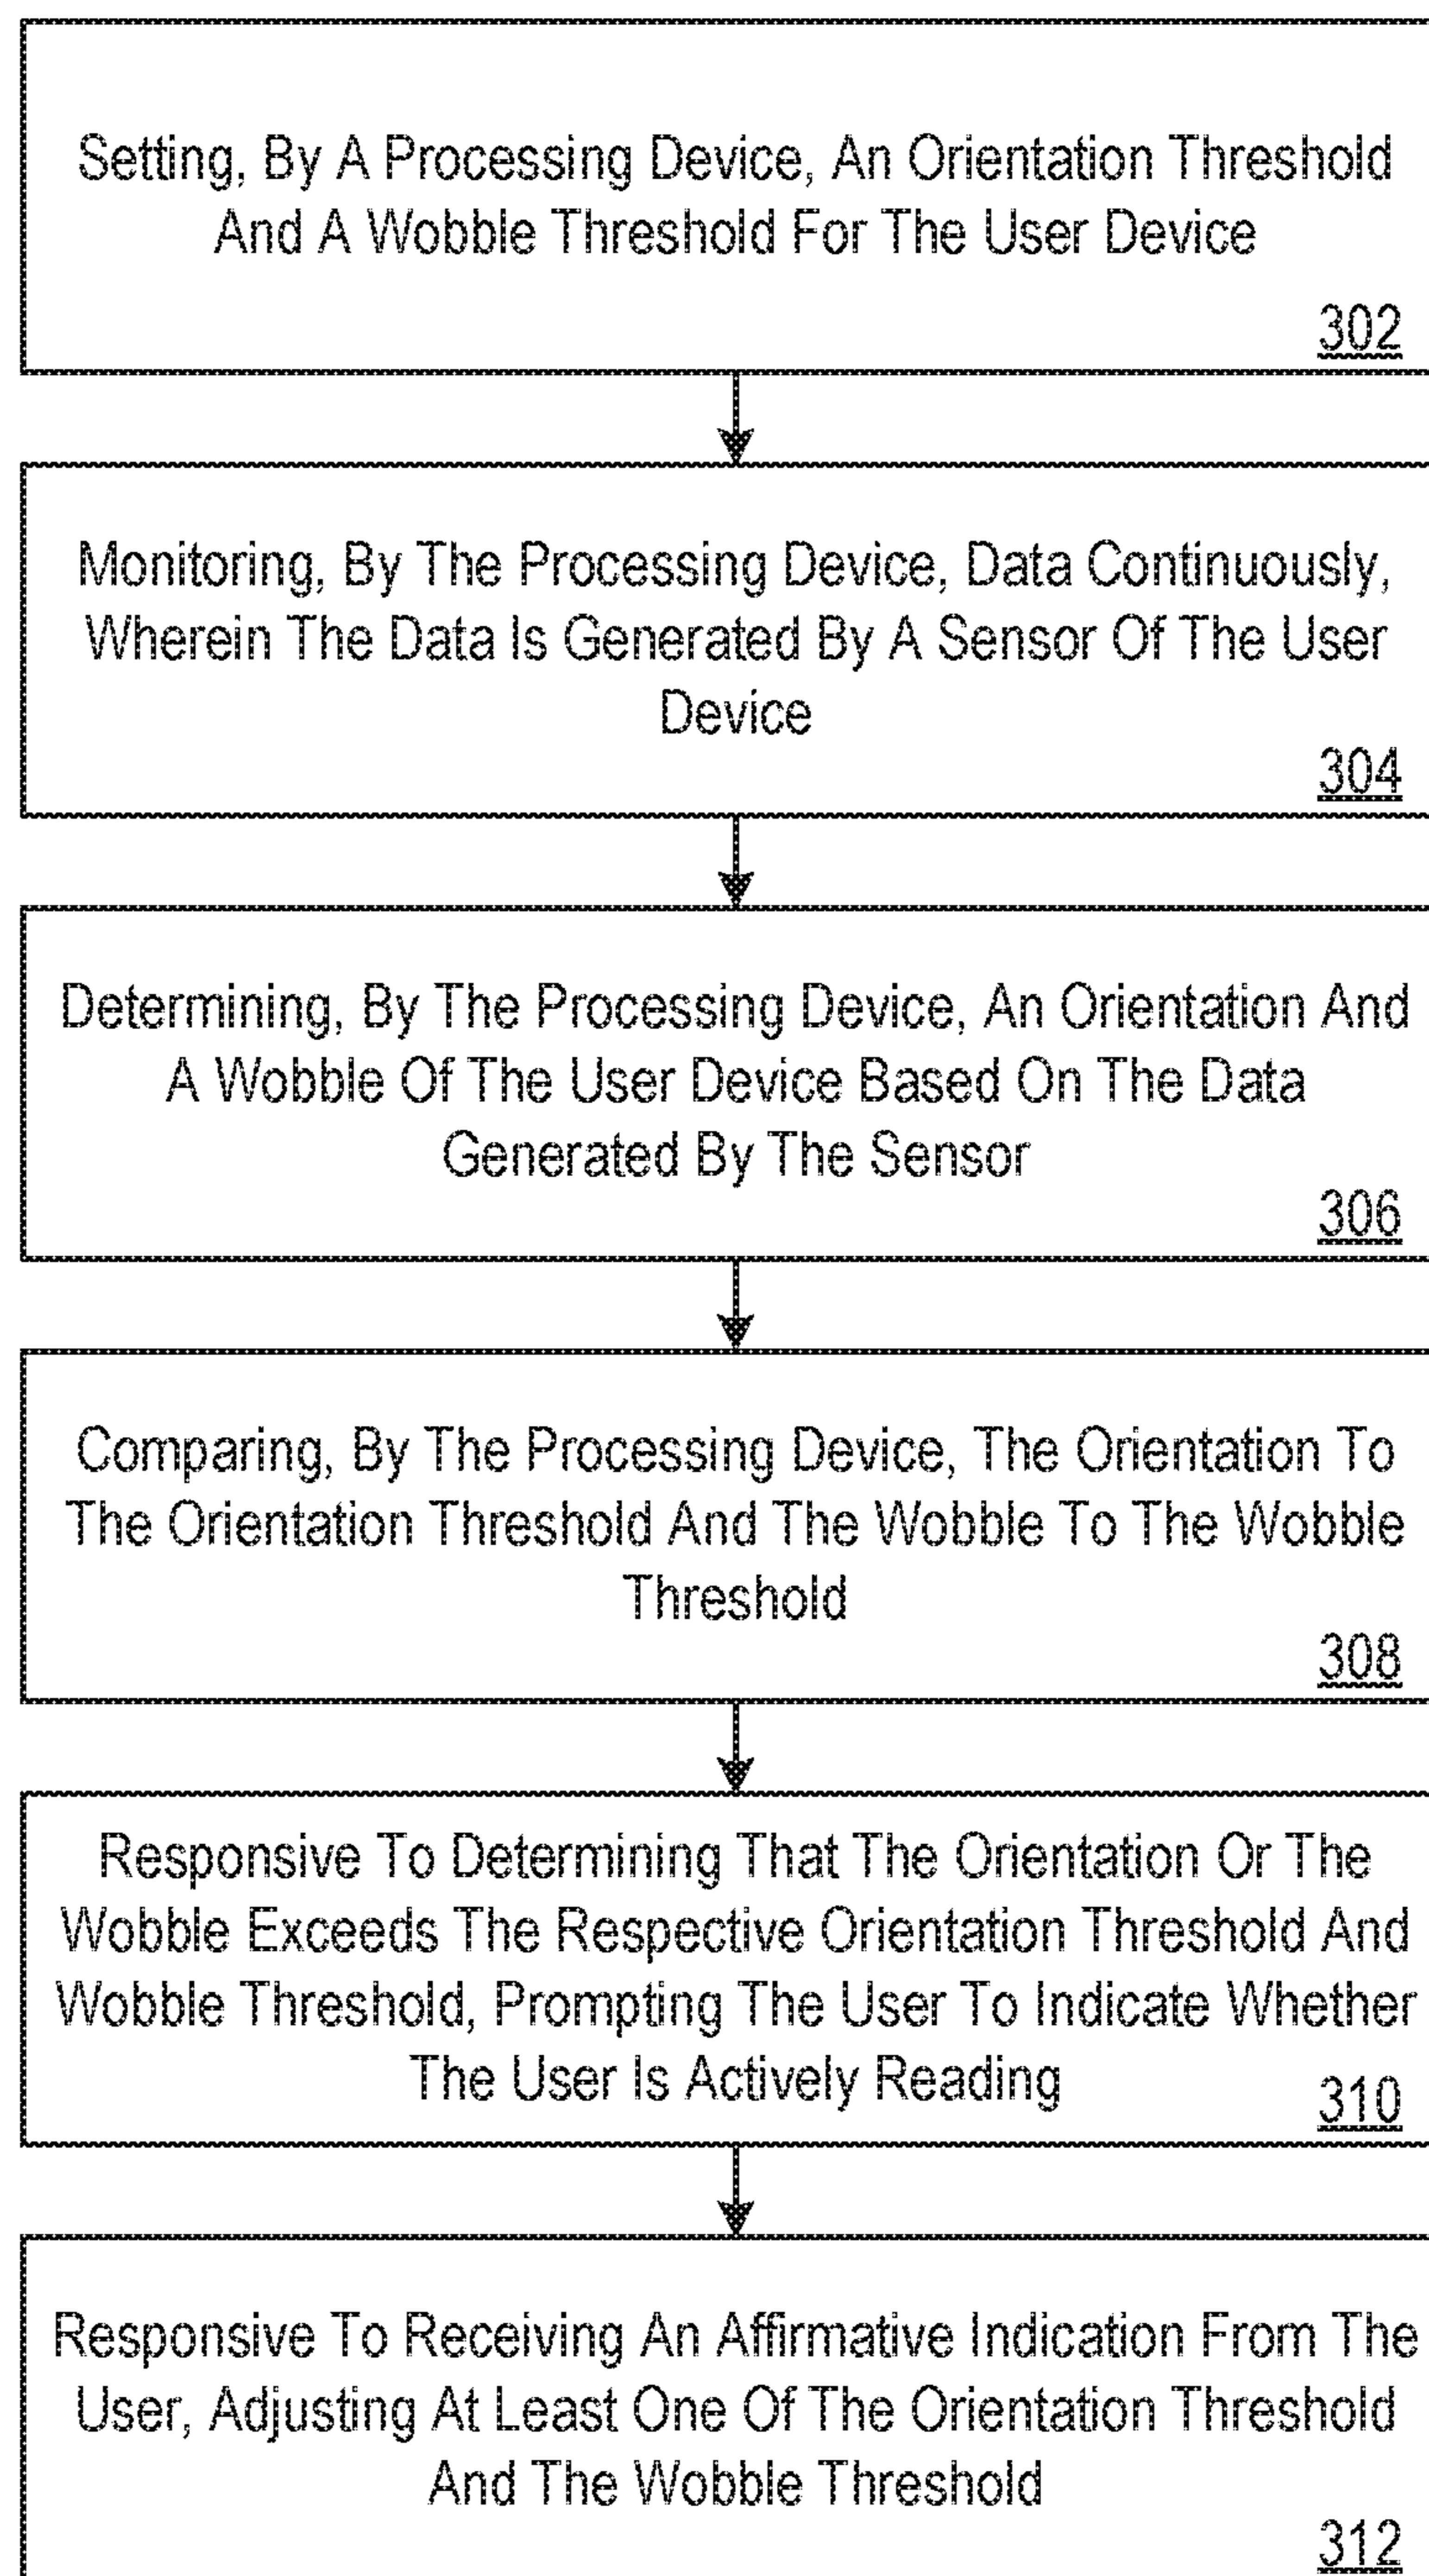 Setting, By A Processing Device, An Orientation Threshold
And A Wobble Threshold For The User Device
302
Monitoring, By The Processing Device, Data Continuously,
Wherein The Data Is Generated By A Sensor Of The User
Device
304
Determining, By The Processing Device, An Orientation And
A Wobble Of The User Device Based On The Data
Generated By The Sensor
306
Comparing, By The Processing Device, The Orientation To
The Orientation Threshold And The Wobble To The Wobble
Threshold
308
Responsive To Determining That The Orientation Or The
Wobble Exceeds The Respective Orientation Threshold And
Wobble Threshold, Prompting The User To Indicate Whether
The User Is Actively Reading
310
Responsive To Receiving An Affirmative Indication From The
User, Adjusting At Least One Of The Orientation Threshold
And The Wobble Threshold
312